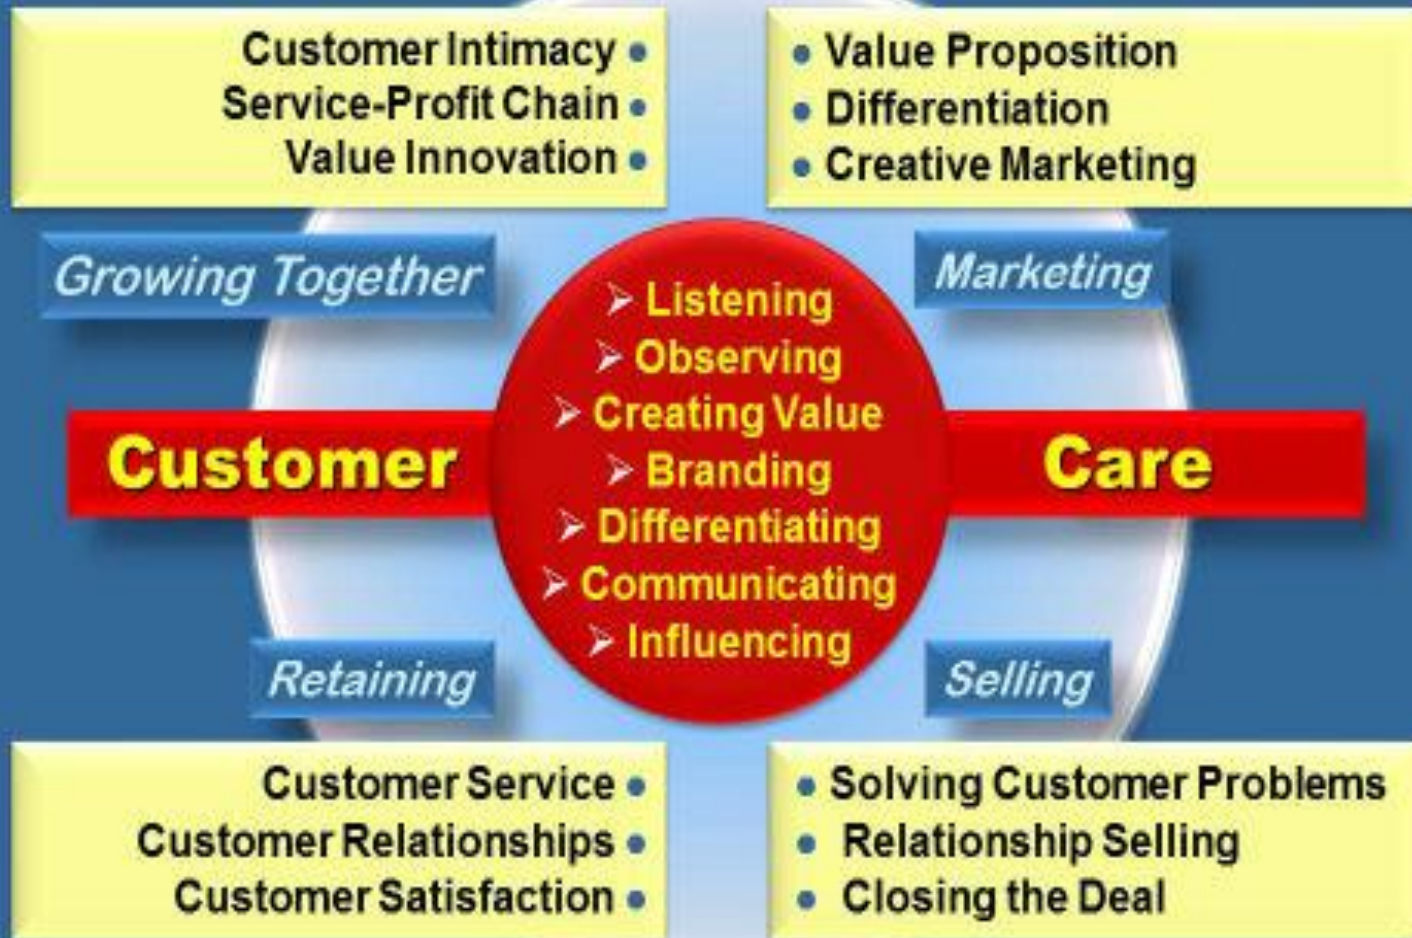 Customer Intimacy •
Service-Profit Chain •
Value Innovation •
• Value Proposition
• Differentiation
• Creative Marketing
Growing Together
Marketing
➢ Listening
➢ Observing
➢ Creating Value
➢ Branding
➢ Differentiating
➢ Communicating
➢ Influencing
Customer
Care
Retaining
Selling
Customer Service •
Customer Relationships •
Customer Satisfaction •
• Solving Customer Problems
• Relationship Selling
• Closing the Deal